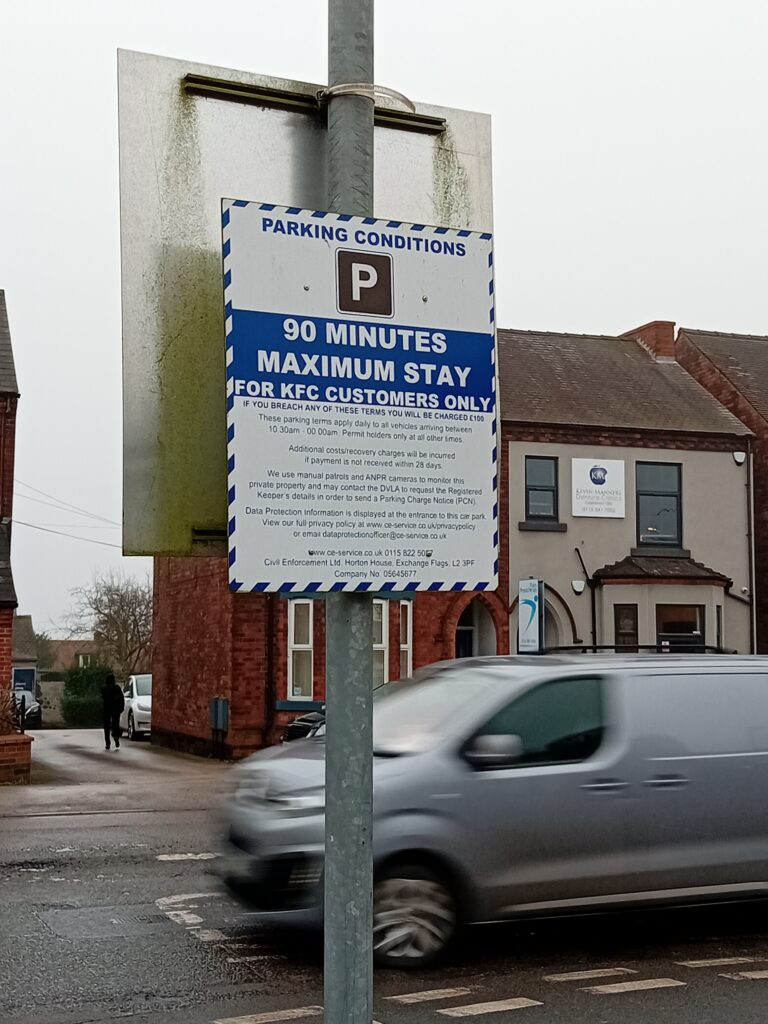 PARKING CONDITIONS
P
90 MINUTES
MAXIMUM STAY
FOR KFC CUSTOMERS ONLY
IF YOU BREACH ANY OF THESE TERMS YOU WILL BE CHARGED £100
These parking terms apply daily to all vehicles arriving between
10.30am - 00.00am. Permit holders only at all other times
Additional costs/recovery charges will be incurred
if payment is not received within 28 days.
We use manual patrols and ANPR cameras to monitor this
private property and may contact the DVLA to request the Registered
Keeper's details in order to send a Parking Charge Notice (PCN).
Data Protection information is displayed at the entrance to this car park.
View our full privacy policy at www.ce-service.co.uk/privacypolicy
or email dataprotectionofficer@ce-service.co.uk
www.ce-service.co.uk 0115 822 50
Civil Enforcement Ltd, Horton House, Exchange Flags, L2 3PF
Company No. 05645677
KM
KEVIN MANNERS
Denture Clinics